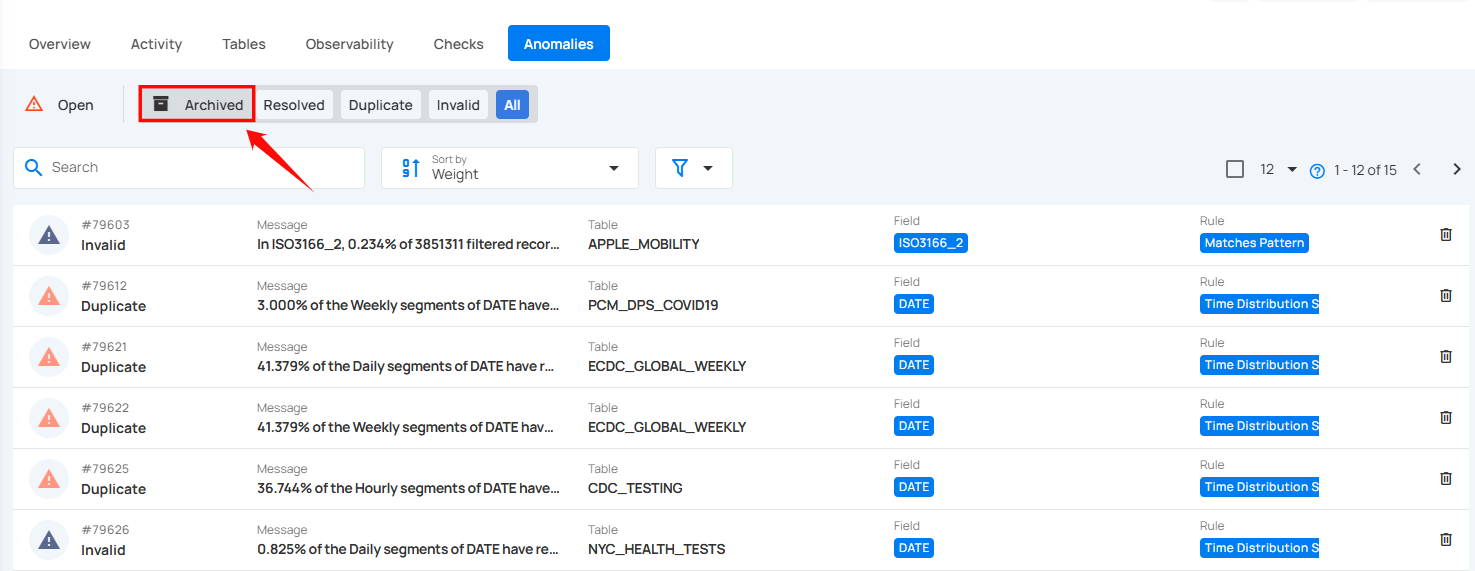 Overview Activity Tables Observability Checks Anomalies
Open Archived Resolved Duplicate Invalid All
Search Sort by 12 1 - 12 of 15
Weight
#79603 Message Table Field Rule
Invalid In ISO3166_2, 0.234% of 3851311 filtered recor... APPLE_MOBILITY ISO3166_2 Matches Pattern
#79612 Message Table Field Rule
Duplicate 3.000% of the Weekly segments of DATE have... PCM_DPS_COVID19 DATE Time Distribution S
#79621 Message Table Field Rule
Duplicate 41.379% of the Daily segments of DATE have r... ECDC_GLOBAL_WEEKLY DATE Time Distribution S
#79622 Message Table Field Rule
Duplicate 41.379% of the Weekly segments of DATE hav... ECDC_GLOBAL_WEEKLY DATE Time Distribution S
#79625 Message Table Field Rule
Duplicate 36.744% of the Hourly segments of DATE have... CDC_TESTING DATE Time Distribution S
#79626 Message Table Field Rule
Invalid 0.825% of the Daily segments of DATE have re... NYC_HEALTH_TESTS DATE Time Distribution S